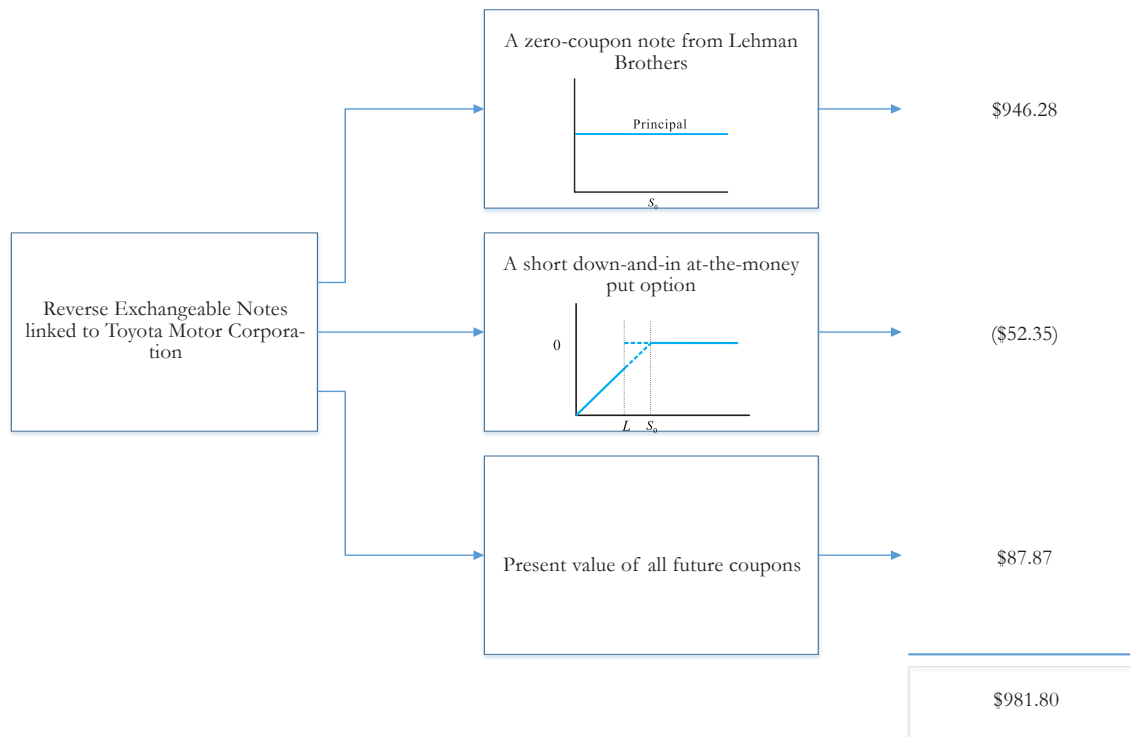 A zero-coupon note from Lehman
Brothers
Principal
S₀
$946.28
Reverse Exchangeable Notes
linked to Toyota Motor Corpora-
tion
A short down-and-in at-the-money
put option
0
L
S₀
($52.35)
Present value of all future coupons
$87.87
$981.80